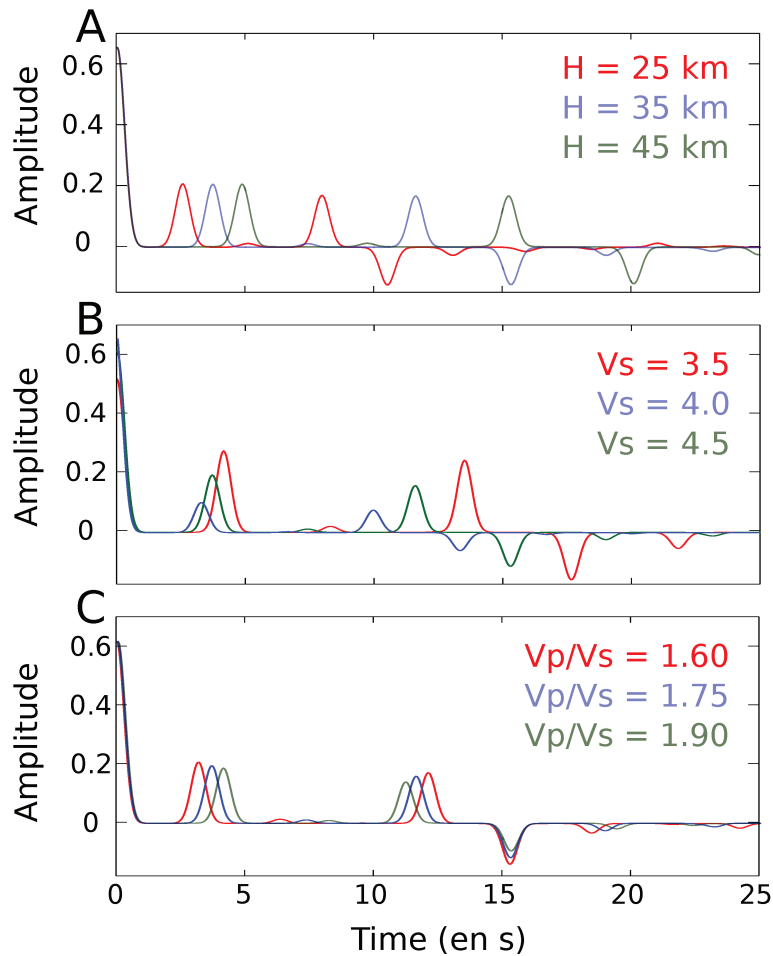 A
Amplitude
0.6
0.4
0.2
0
H = 25 km
H = 35 km
H = 45 km
B
Amplitude
0.6
0.4
0.2
0
Vs = 3.5
Vs = 4.0
Vs = 4.5
C
Amplitude
0.6
0.4
0.2
0
Vp/Vs = 1.60
Vp/Vs = 1.75
Vp/Vs = 1.90
0 5 10 15 20 25
Time (en s)